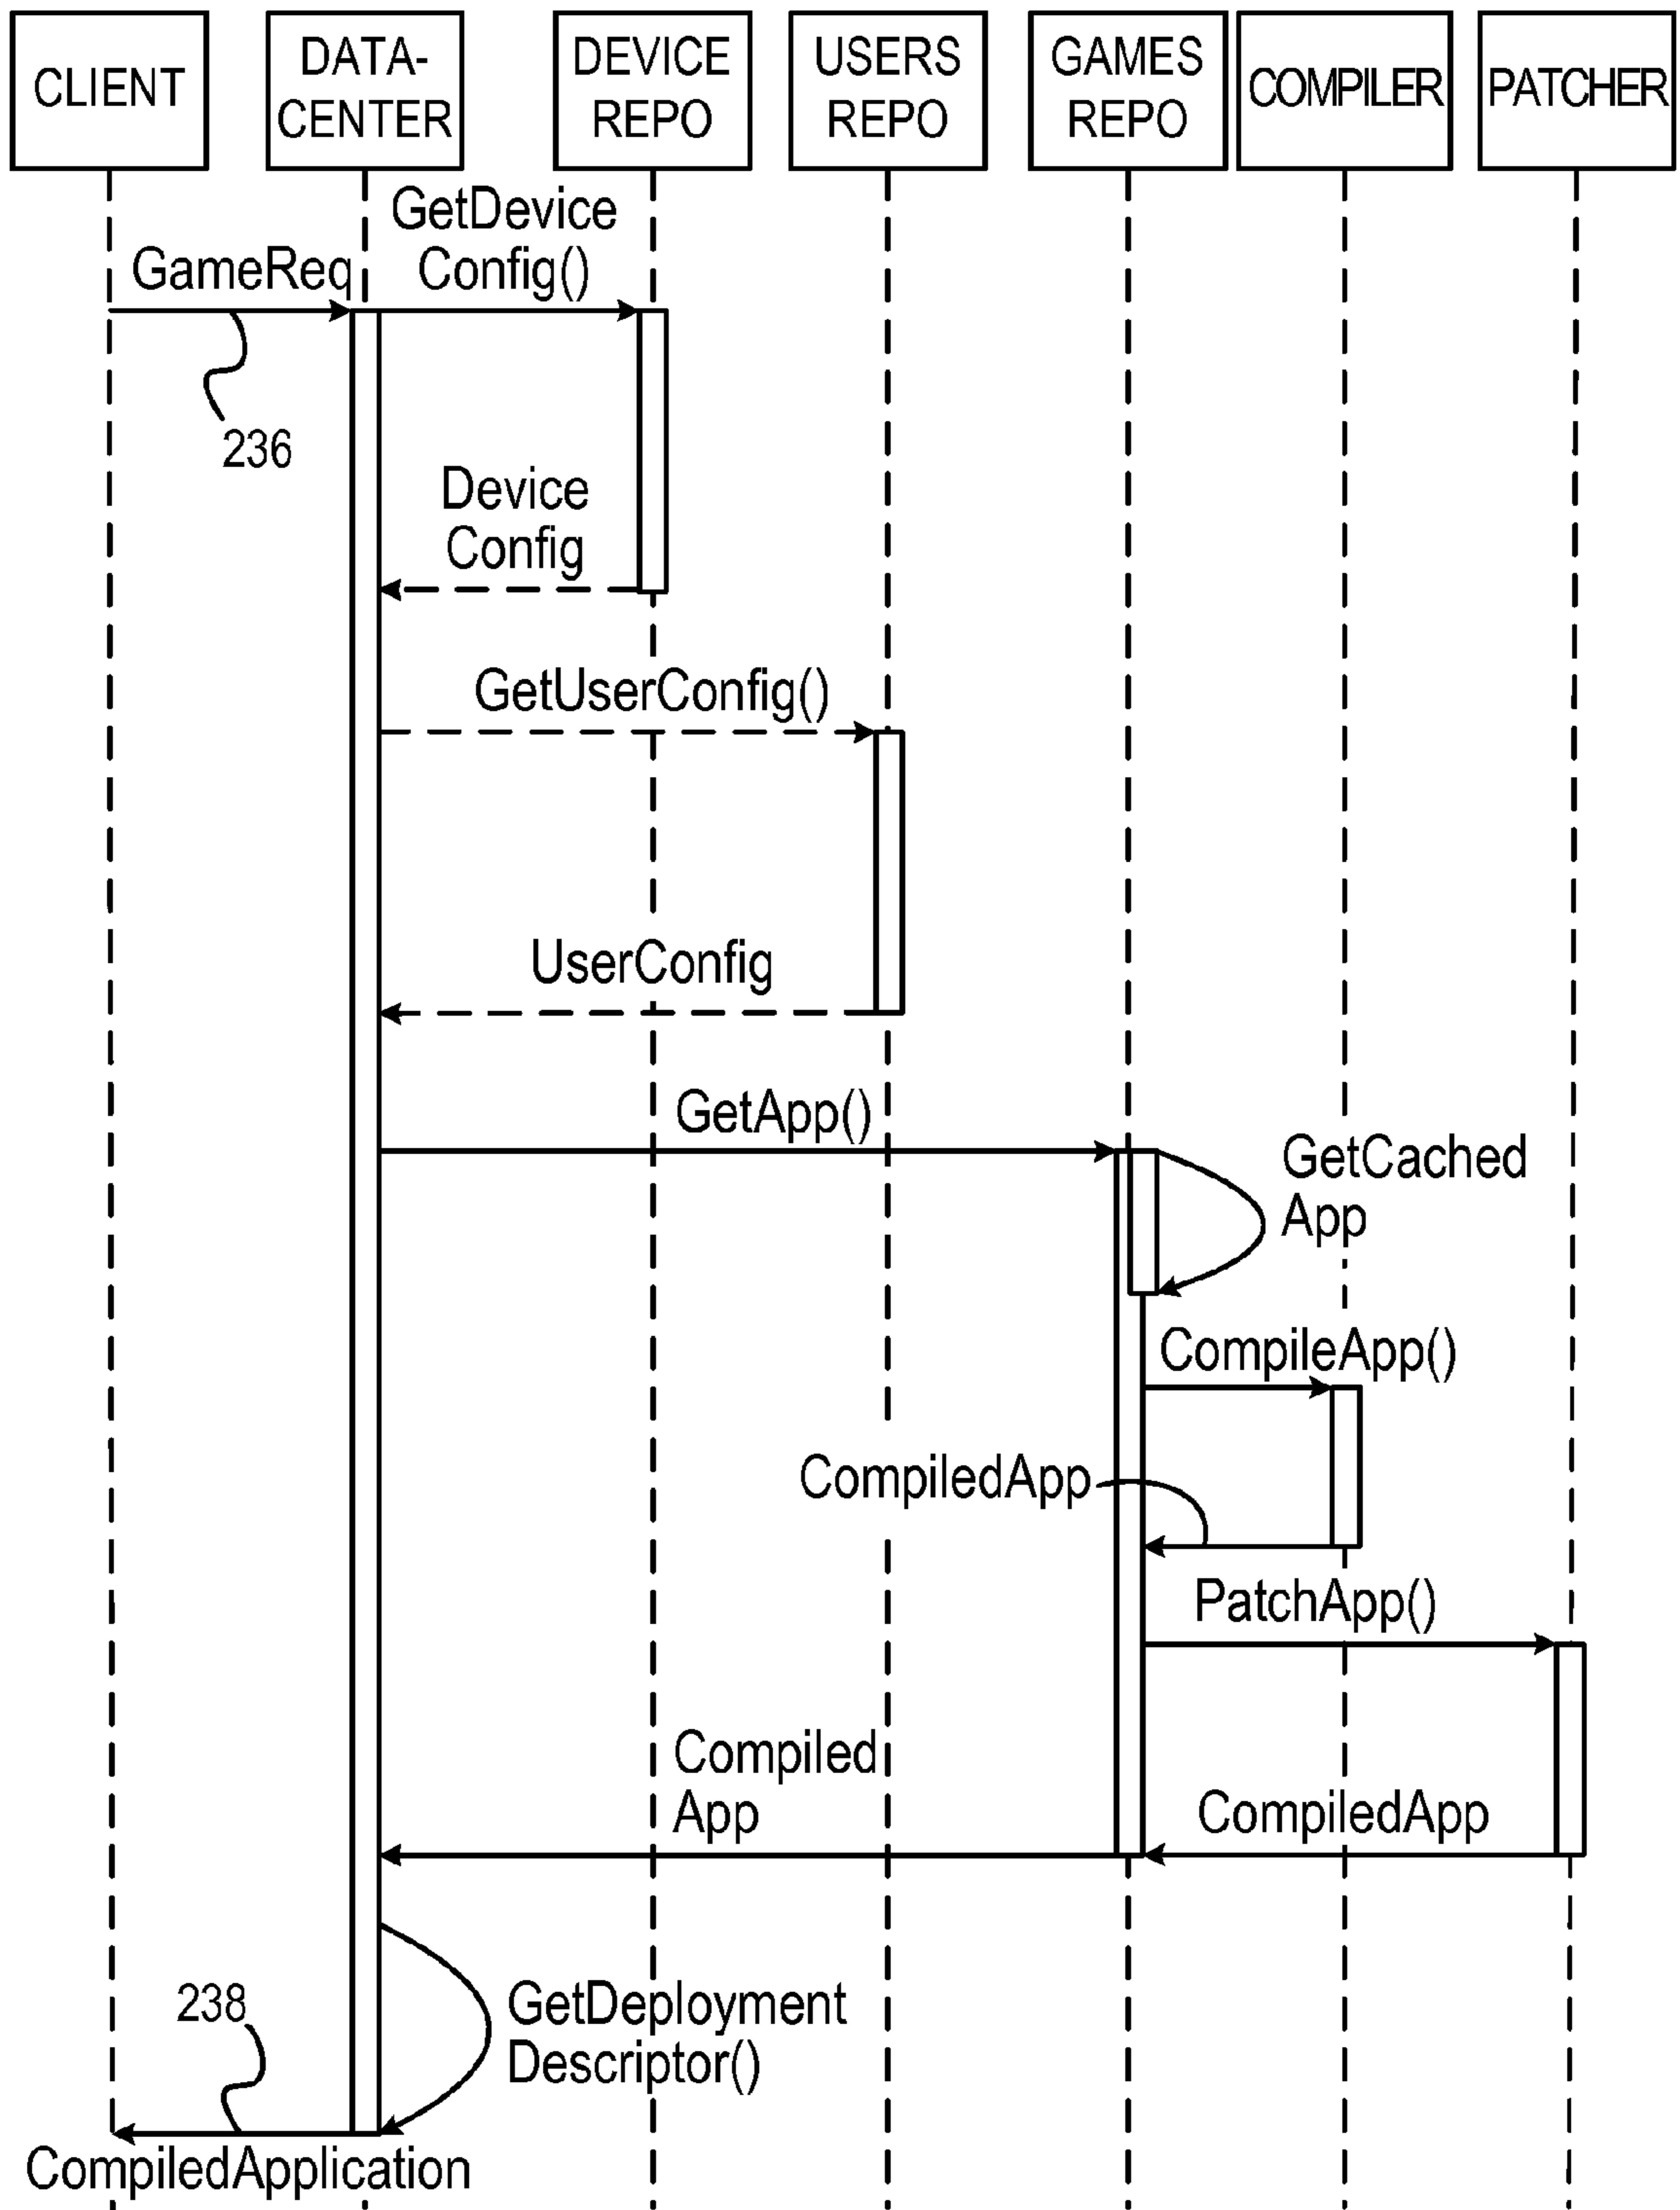 CLIENT
DATA-
CENTER
DEVICE
REPO
USERS
REPO
GAMES
REPO
COMPILER
PATCHER
GetDevice
Config()
GameReq
236
Device
Config
GetUserConfig()
UserConfig
GetApp()
GetCached
App
CompileApp()
CompiledApp
PatchApp()
Compiled
App
CompiledApp
238
GetDeployment
Descriptor()
CompiledApplication